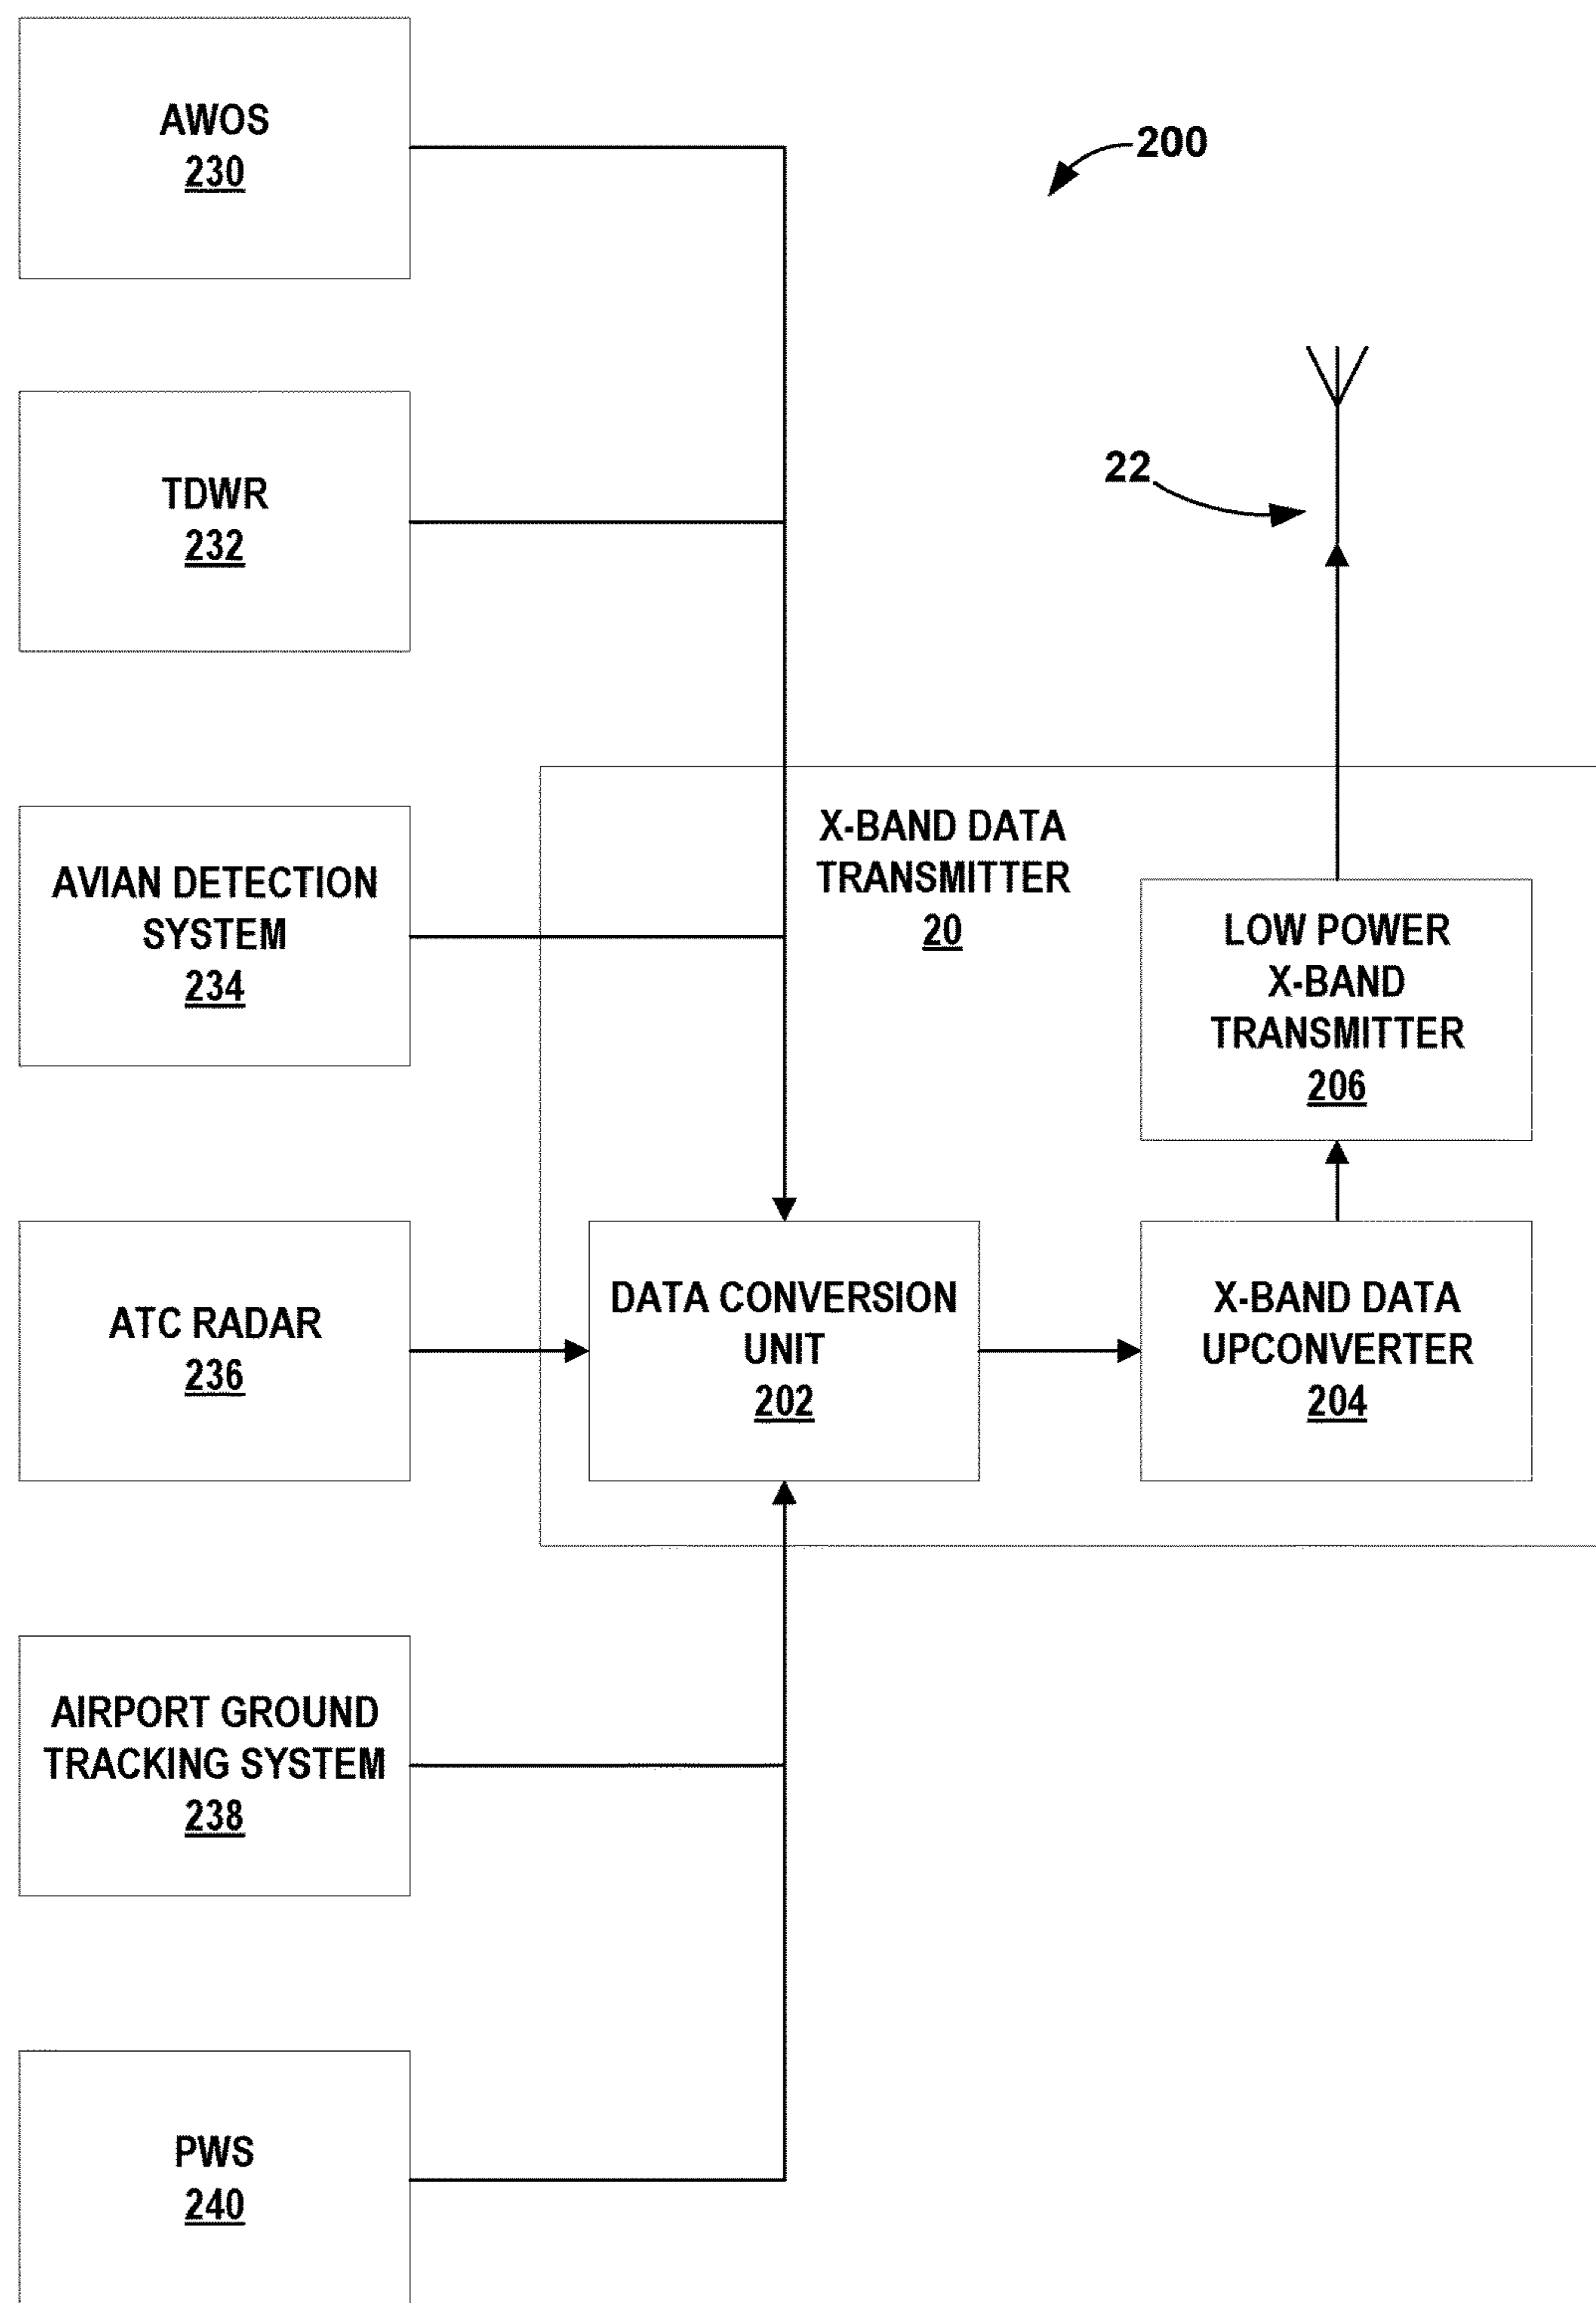 AWOS
230
200
TDWR
232
22
AVIAN DETECTION
SYSTEM
234
X-BAND DATA
TRANSMITTER
20
LOW POWER
X-BAND
TRANSMITTER
206
ATC RADAR
236
DATA CONVERSION
UNIT
202
X-BAND DATA
UPCONVERTER
204
AIRPORT GROUND
TRACKING SYSTEM
238
PWS
240